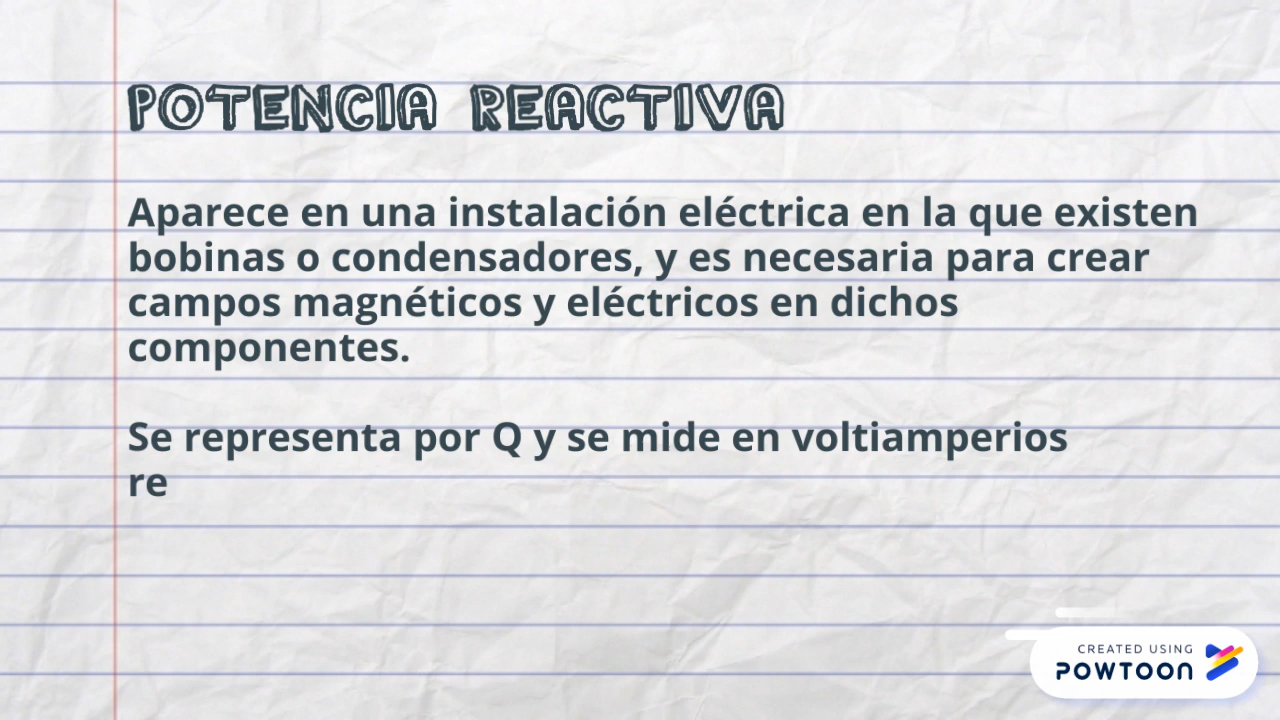 POTENCIA REACTIVA
Aparece en una instalación eléctrica en la que existen
bobinas o condensadores, y es necesaria para crear
campos magnéticos y eléctricos en dichos
componentes.
Se representa por Q y se mide en voltiamperios
re
CREATED USING
POWTOON